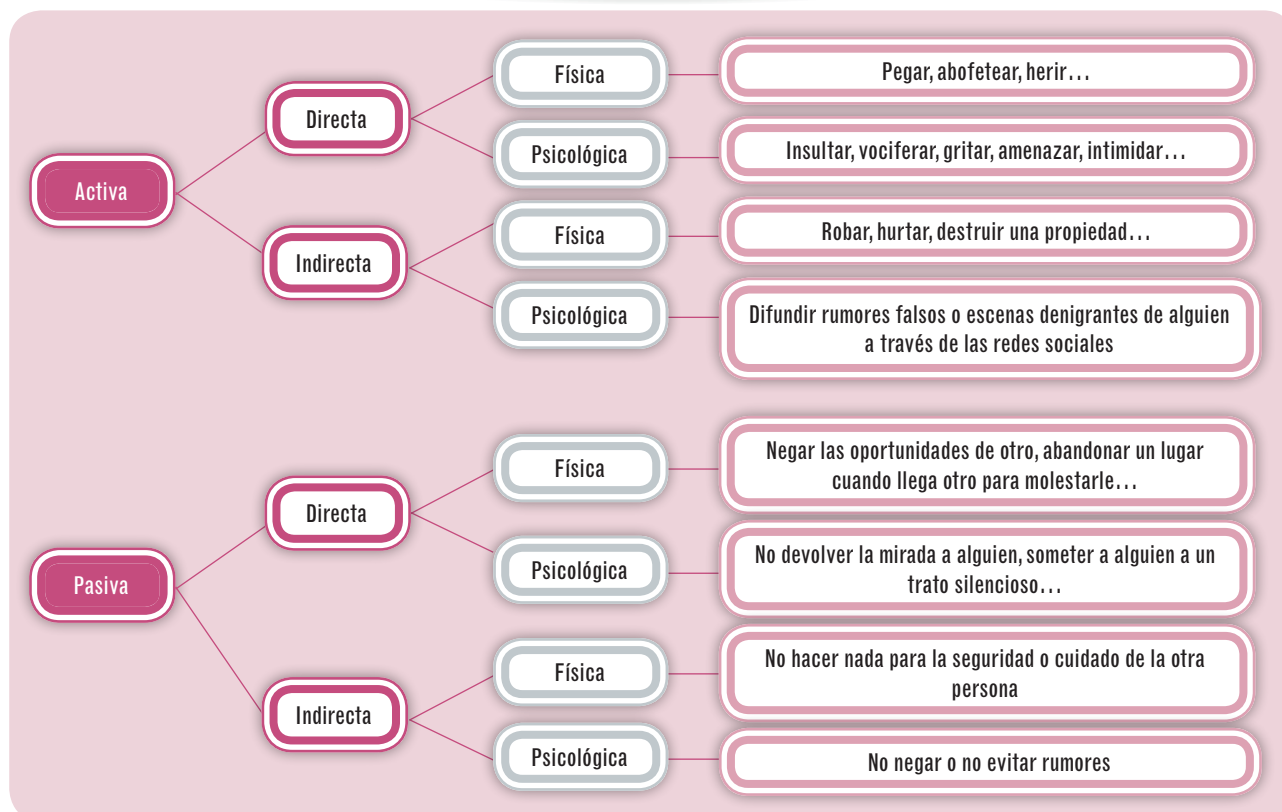 Activa
Directa
Física
Pegar, abofetear, herir...
Psicológica
Insultar, vociferar, gritar, amenazar, intimidar...
Indirecta
Física
Robar, hurtar, destruir una propiedad...
Psicológica
Difundir rumores falsos o escenas denigrantes de alguien
a través de las redes sociales
Pasiva
Directa
Física
Negar las oportunidades de otro, abandonar un lugar
cuando llega otro para molestarle...
Psicológica
No devolver la mirada a alguien, someter a alguien a un
trato silencioso...
Indirecta
Física
No hacer nada para la seguridad o cuidado de la otra
persona
Psicológica
No negar o no evitar rumores